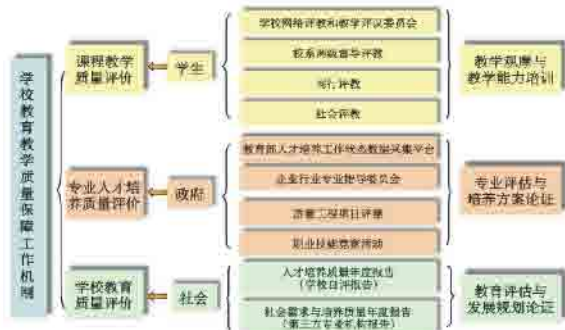 学校教育教学质量保障工作机制
课程教学
质量评价
学生
学校网络评教和教学评议委员会
校系两级督导评教
同行评教
社会评教
教学观摩与
教学能力培训
专业人才培
养质量评价
政府
教育部人才培养工作状态数据采集平台
企业行业专业指导委员会
质量工程项目评审
职业技能竞赛活动
专业评估与
培养方案论证
学校教育
质量评价
社会
人才培养质量年度报告
(学校自评报告)
社会需求与培养质量年度报告
(第三方专业机构报告)
教育评估与
发展规划论证